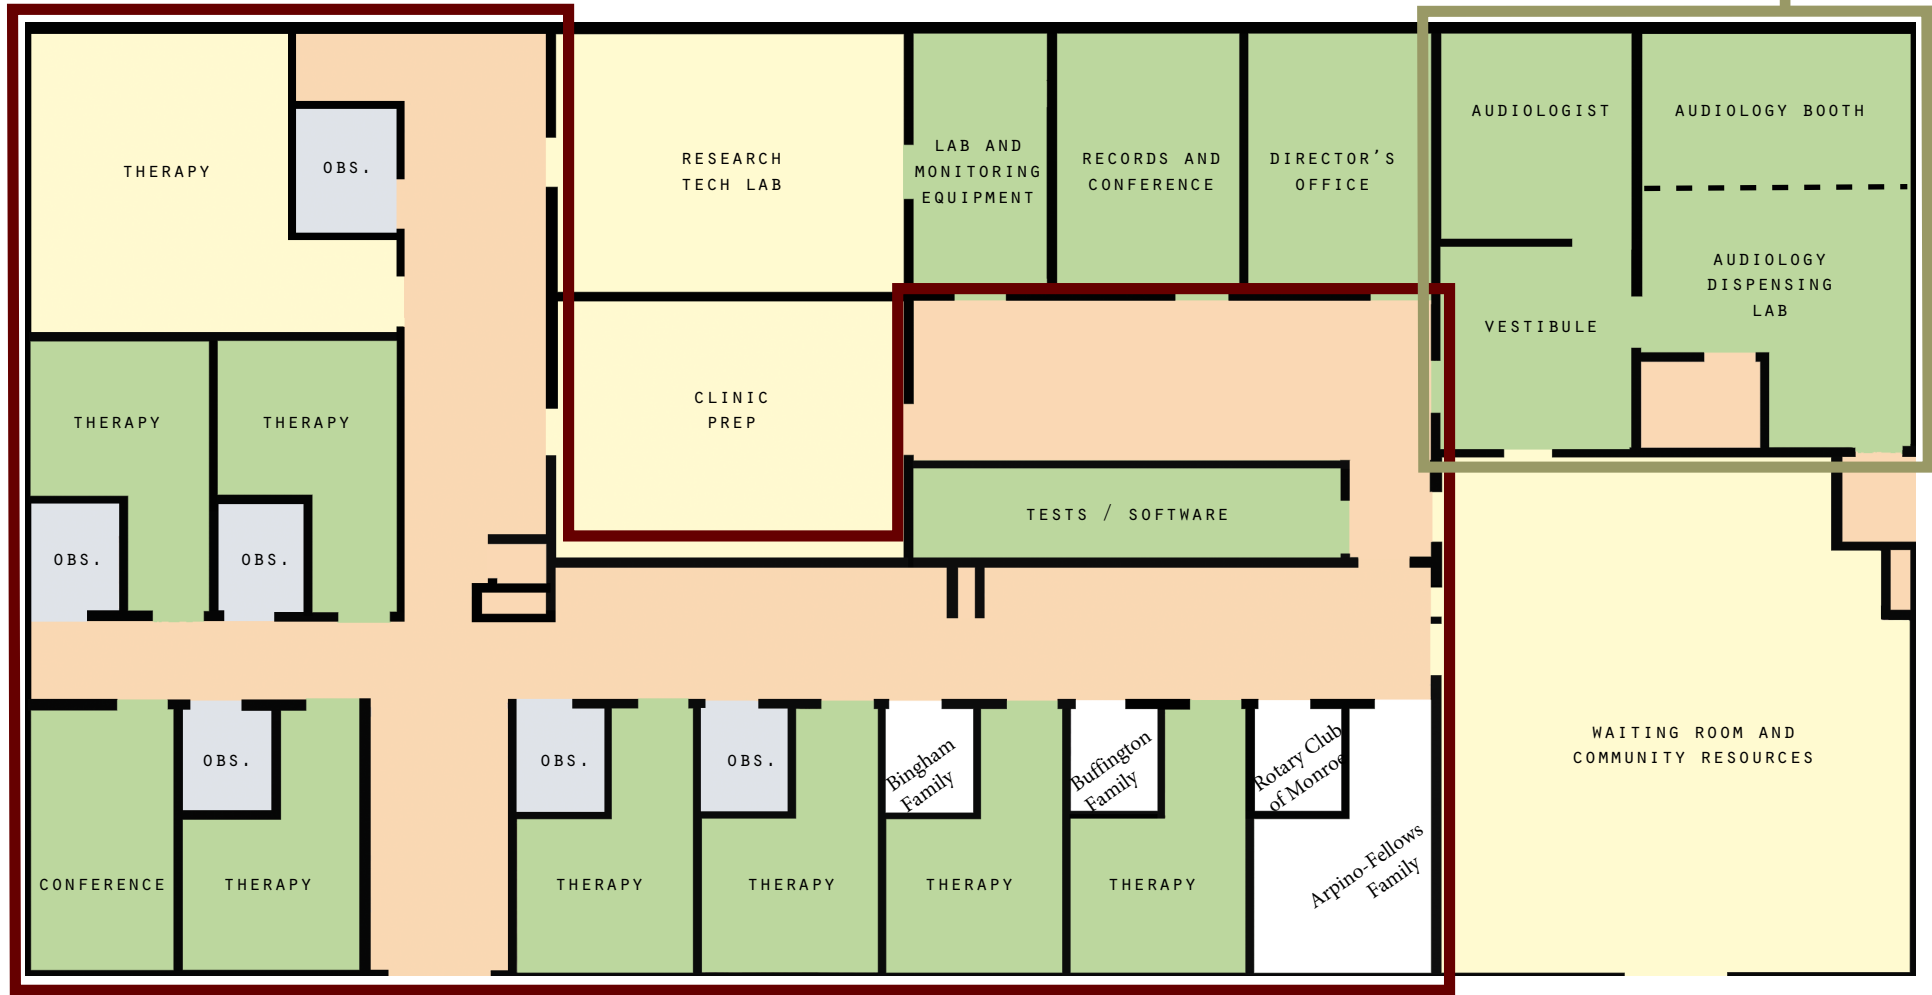 THERAPY
OBS.
RESEARCH
TECH LAB
LAB AND
MONITORING
EQUIPMENT
RECORDS AND
CONFERENCE
DIRECTOR'S
OFFICE
AUDIOLOGIST
AUDIOLOGY BOOTH
AUDIOLOGY
DISPENSING
LAB
VESTIBULE
THERAPY
THERAPY
CLINIC
PREP
TESTS / SOFTWARE
OBS.
OBS.
OBS.
OBS.
OBS.
Bingham
Family
Buffington
Family
Rotary Club
of Monroe
WAITING ROOM AND
COMMUNITY RESOURCES
CONFERENCE
THERAPY
THERAPY
THERAPY
THERAPY
THERAPY
Arpino-Fellows
Family